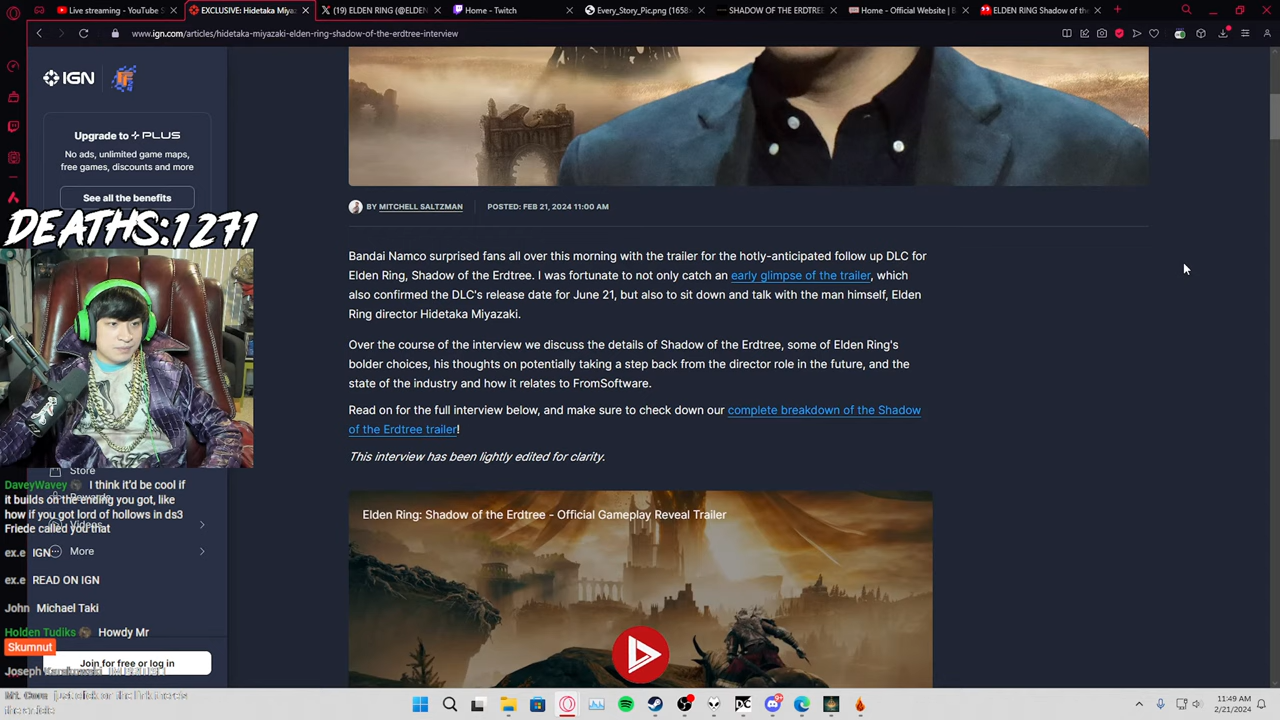 Live streaming - YouTube S
EXCLUSIVE: Hidetaka Miyaz
(19) ELDEN RING (@ELDEN
Home - Twitch
Every_Story_Pic.png (1658×
SHADOW OF THE ERDTREE
Home - Official Website | B
ELDEN RING Shadow of the
www.ign.com/articles/hidetaka-miyazaki-elden-ring-shadow-of-the-erdtree-interview
IGN
Upgrade to PLUS
No ads, unlimited game maps,
free games, discounts and more
See all the benefits
DEATHS:1271
BY MITCHELL SALTZMAN
POSTED: FEB 21, 2024 11:00 AM
Bandai Namco surprised fans all over this morning with the trailer for the hotly-anticipated follow up DLC for
Elden Ring, Shadow of the Erdtree. I was fortunate to not only catch an early glimpse of the trailer, which
also confirmed the DLC's release date for June 21, but also to sit down and talk with the man himself, Elden
Ring director Hidetaka Miyazaki.
Over the course of the interview we discuss the details of Shadow of the Erdtree, some of Elden Ring's
bolder choices, his thoughts on potentially taking a step back from the director role in the future, and the
state of the industry and how it relates to FromSoftware.
Read on for the full interview below, and make sure to check down our complete breakdown of the Shadow
of the Erdtree trailer!
This interview has been lightly edited for clarity.
Elden Ring: Shadow of the Erdtree - Official Gameplay Reveal Trailer
Store
Rewards
Videos
More
DaveyWavey I think it'd be cool if
it builds on the ending you got, like
how if you got lord of hollows in ds3
Friede called you that
ex.e IGN
ex.e READ ON IGN
John Michael Taki
Holden Tudiks Howdy Mr
Skumnut
Joseph
Join for free or log in
11:49 AM
2/21/2024